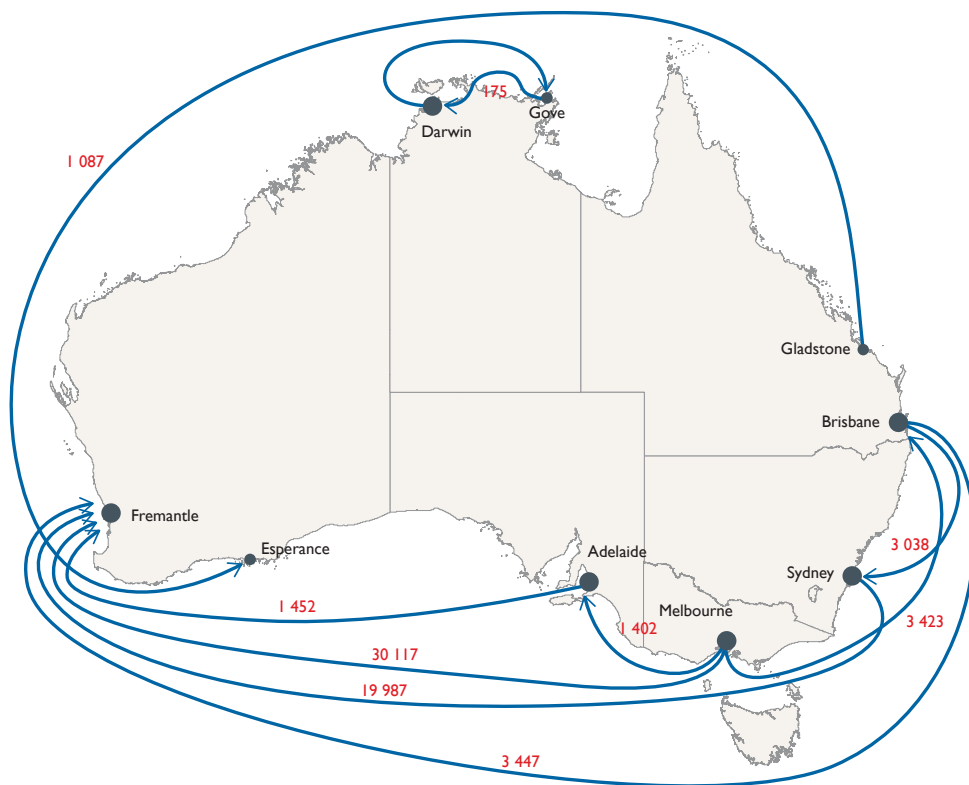 175
Gove
Darwin
1 087
Gladstone
Brisbane
Fremantle
3 038
Esperance
Adelaide
Sydney
1 452
Melbourne
1 402
3 423
30 117
19 987
3 447